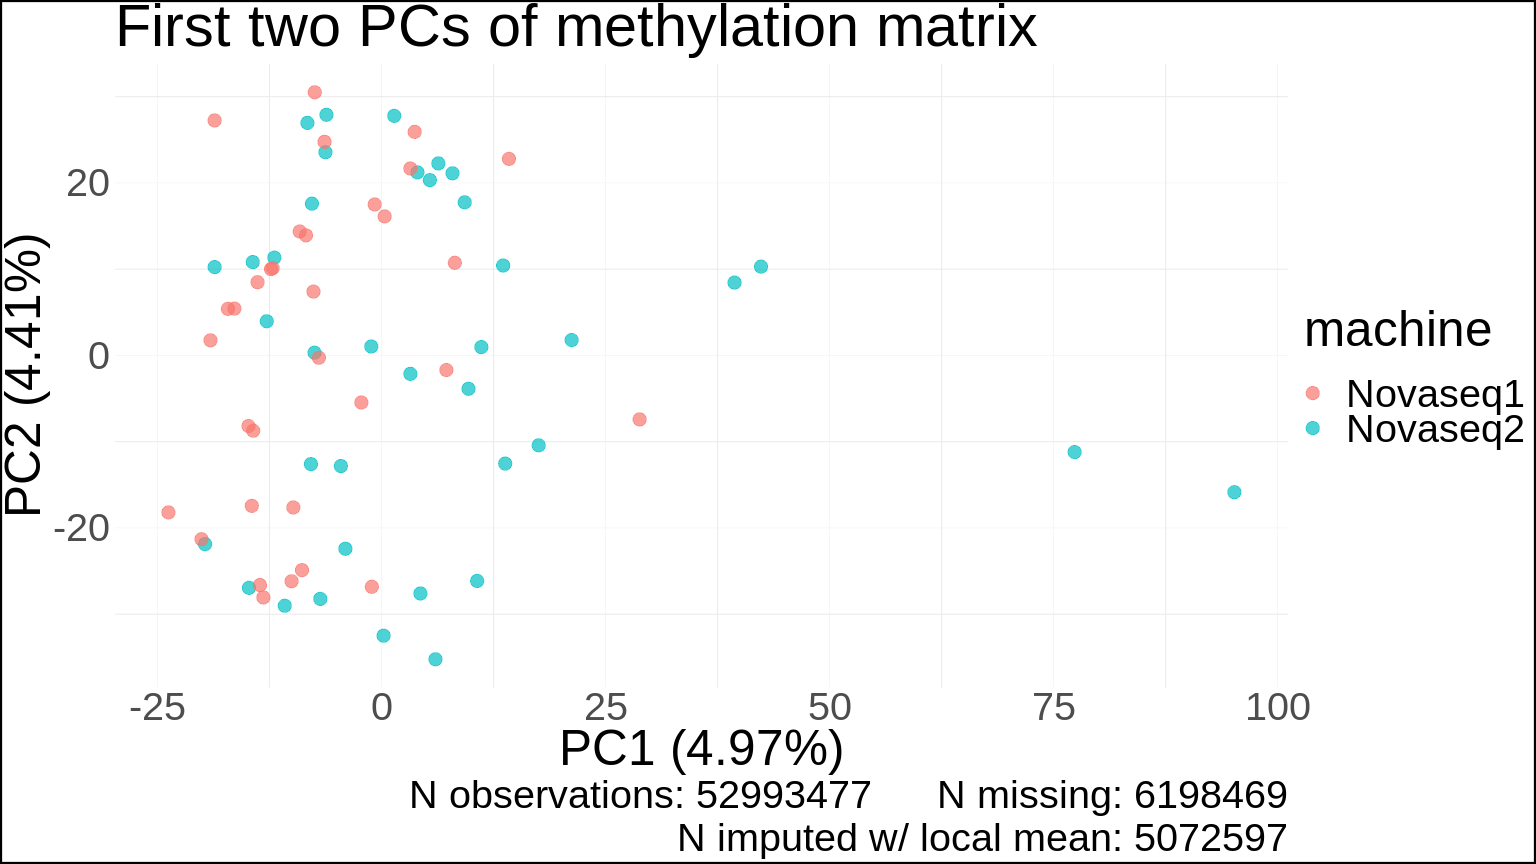 First two PCs of methylation matrix
20
0
-20
PC2 (4.41%)
-25 0 25 50 75 100
PC1 (4.97%)
machine
Novaseq1
Novaseq2
N observations: 52993477 N missing: 6198469
N imputed w/ local mean: 5072597